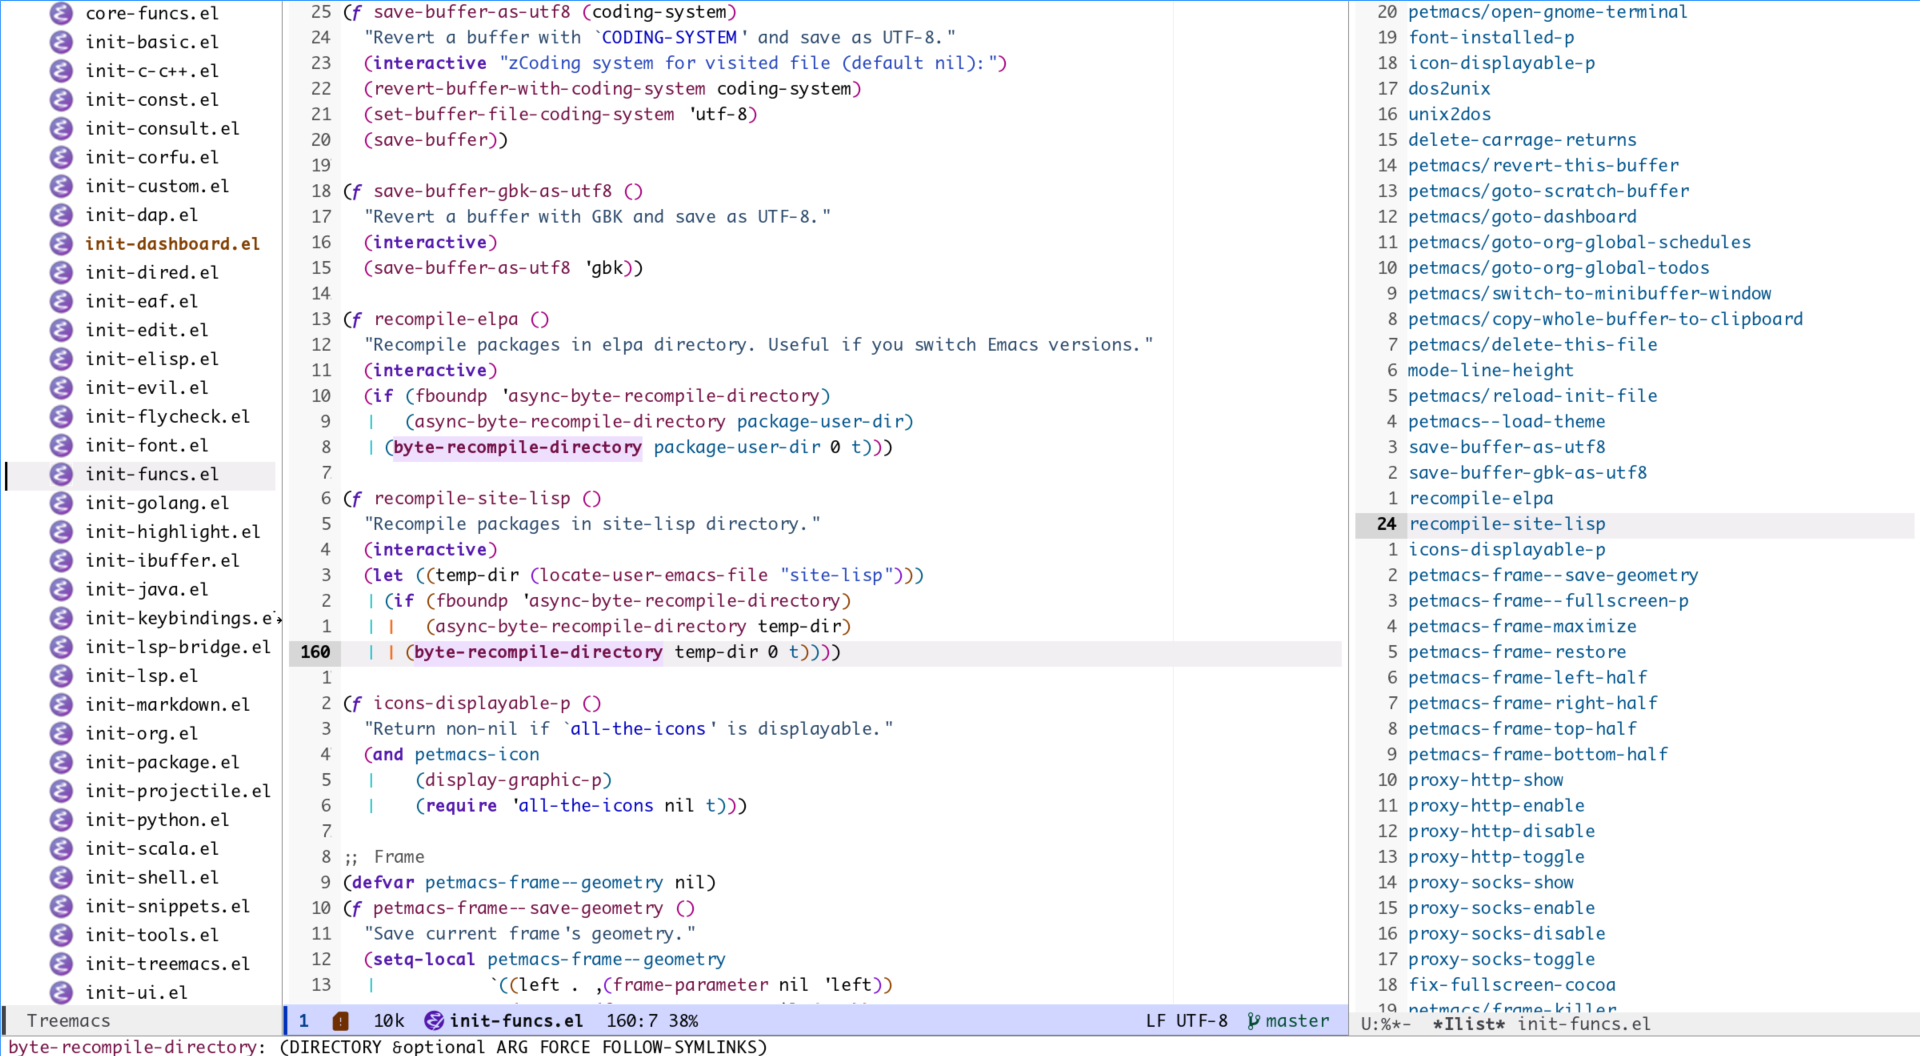 core-funcs.el
init-basic.el
init-c-c++.el
init-const.el
init-consult.el
init-corfu.el
init-custom.el
init-dap.el
init-dashboard.el
init-dired.el
init-eaf.el
init-edit.el
init-elisp.el
init-evil.el
init-flycheck.el
init-font.el
init-funcs.el
init-golang.el
init-highlight.el
init-ibuffer.el
init-java.el
init-keybindings.e
init-lsp-bridge.el
init-lsp.el
init-markdown.el
init-org.el
init-package.el
init-projectile.el
init-python.el
init-scala.el
init-shell.el
init-snippets.el
init-tools.el
init-treemacs.el
init-ui.el
Treemacs
25 (f save-buffer-as-utf8 (coding-system)
24 "Revert a buffer with `CODING-SYSTEM' and save as UTF-8."
23 (interactive "zCoding system for visited file (default nil):")
22 (revert-buffer-with-coding-system coding-system)
21 (set-buffer-file-coding-system 'utf-8)
20 (save-buffer))
19
18 (f save-buffer-gbk-as-utf8 ()
17 "Revert a buffer with GBK and save as UTF-8."
16 (interactive)
15 (save-buffer-as-utf8 'gbk))
14
13 (f recompile-elpa ()
12 "Recompile packages in elpa directory. Useful if you switch Emacs versions."
11 (interactive)
10 (if (fboundp 'async-byte-recompile-directory)
9 | (async-byte-recompile-directory package-user-dir)
8 | (byte-recompile-directory package-user-dir 0 t)))
7
6 (f recompile-site-lisp ()
5 "Recompile packages in site-lisp directory."
4 (interactive)
3 (let ((temp-dir (locate-user-emacs-file "site-lisp")))
2 | (if (fboundp 'async-byte-recompile-directory)
1 | | (async-byte-recompile-directory temp-dir)
160 | | (byte-recompile-directory temp-dir 0 t))))
1
2 (f icons-displayable-p ()
3 "Return non-nil if `all-the-icons' is displayable."
4 (and petmacs-icon
5 | (display-graphic-p)
6 | (require 'all-the-icons nil t)))
7
8 ;; Frame
9 (defvar petmacs-frame--geometry nil)
10 (f petmacs-frame--save-geometry ()
11 "Save current frame's geometry."
12 (setq-local petmacs-frame--geometry
13 | `((left . ,(frame-parameter nil 'left))
1 ! 10k init-funcs.el 160:7 38% LF UTF-8 master
20 petmacs/open-gnome-terminal
19 font-installed-p
18 icon-displayable-p
17 dos2unix
16 unix2dos
15 delete-carrage-returns
14 petmacs/revert-this-buffer
13 petmacs/goto-scratch-buffer
12 petmacs/goto-dashboard
11 petmacs/goto-org-global-schedules
10 petmacs/goto-org-global-todos
9 petmacs/switch-to-minibuffer-window
8 petmacs/copy-whole-buffer-to-clipboard
7 petmacs/delete-this-file
6 mode-line-height
5 petmacs/reload-init-file
4 petmacs--load-theme
3 save-buffer-as-utf8
2 save-buffer-gbk-as-utf8
1 recompile-elpa
24 recompile-site-lisp
1 icons-displayable-p
2 petmacs-frame--save-geometry
3 petmacs-frame--fullscreen-p
4 petmacs-frame-maximize
5 petmacs-frame-restore
6 petmacs-frame-left-half
7 petmacs-frame-right-half
8 petmacs-frame-top-half
9 petmacs-frame-bottom-half
10 proxy-http-show
11 proxy-http-enable
12 proxy-http-disable
13 proxy-http-toggle
14 proxy-socks-show
15 proxy-socks-enable
16 proxy-socks-disable
17 proxy-socks-toggle
18 fix-fullscreen-cocoa
19 petmacs/frame-killer
U:%*- *Ilist* init-funcs.el
byte-recompile-directory: (DIRECTORY &optional ARG FORCE FOLLOW-SYMLINKS)